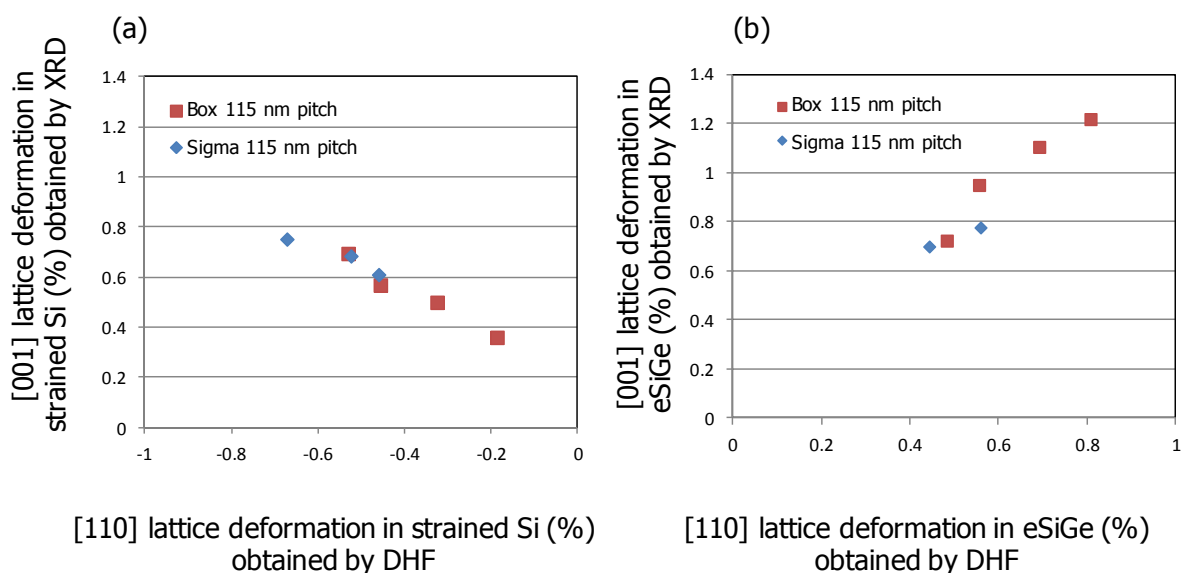 (a)
[001] lattice deformation in
strained Si (%) obtained by XRD
1.4
1.2
1
0.8
0.6
0.4
0.2
0
Box 115 nm pitch
Sigma 115 nm pitch
-1
-0.8
-0.6
-0.4
-0.2
0
[110] lattice deformation in strained Si (%)
obtained by DHF
(b)
[001] lattice deformation in
eSiGe (%) obtained by XRD
1.4
1.2
1
0.8
0.6
0.4
0.2
0
Box 115 nm pitch
Sigma 115 nm pitch
0
0.2
0.4
0.6
0.8
1
[110] lattice deformation in eSiGe (%)
obtained by DHF